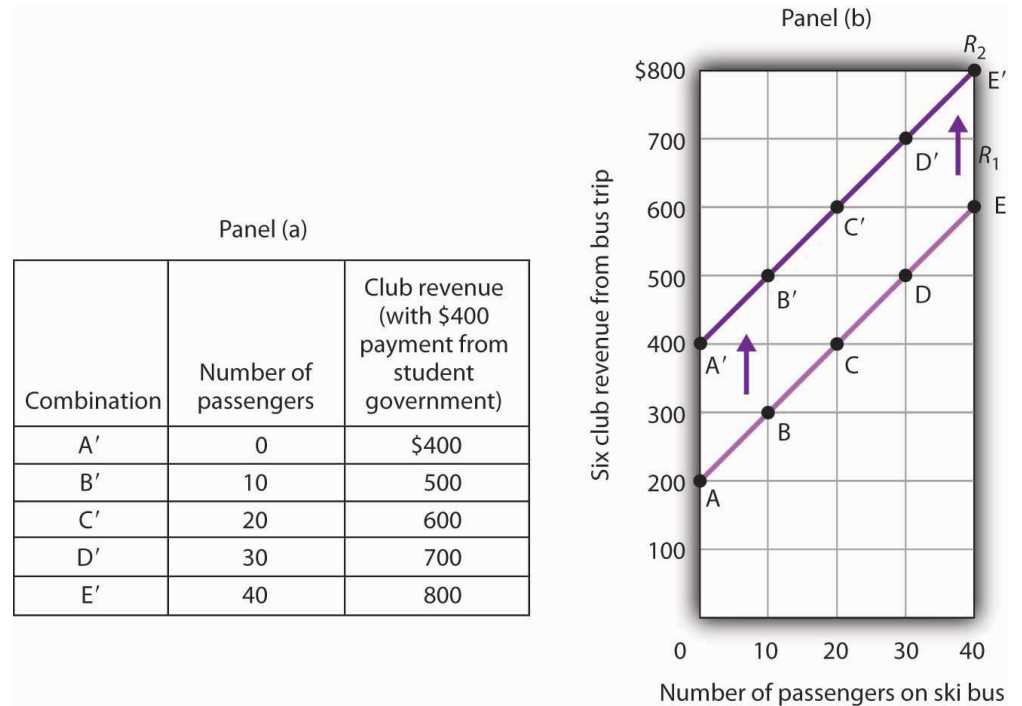 Panel (a)
Combination
Number of
passengers
Club revenue
(with $400
payment from
student
government)
A′ 0 $400
B′ 10 500
C′ 20 600
D′ 30 700
E′ 40 800
Panel (b)
Six club revenue from bus trip
$800
700
600
500
400
300
200
100
0 10 20 30 40
Number of passengers on ski bus
R2
E′
D′
R1
C′
E
B′
D
A′
C
B
A